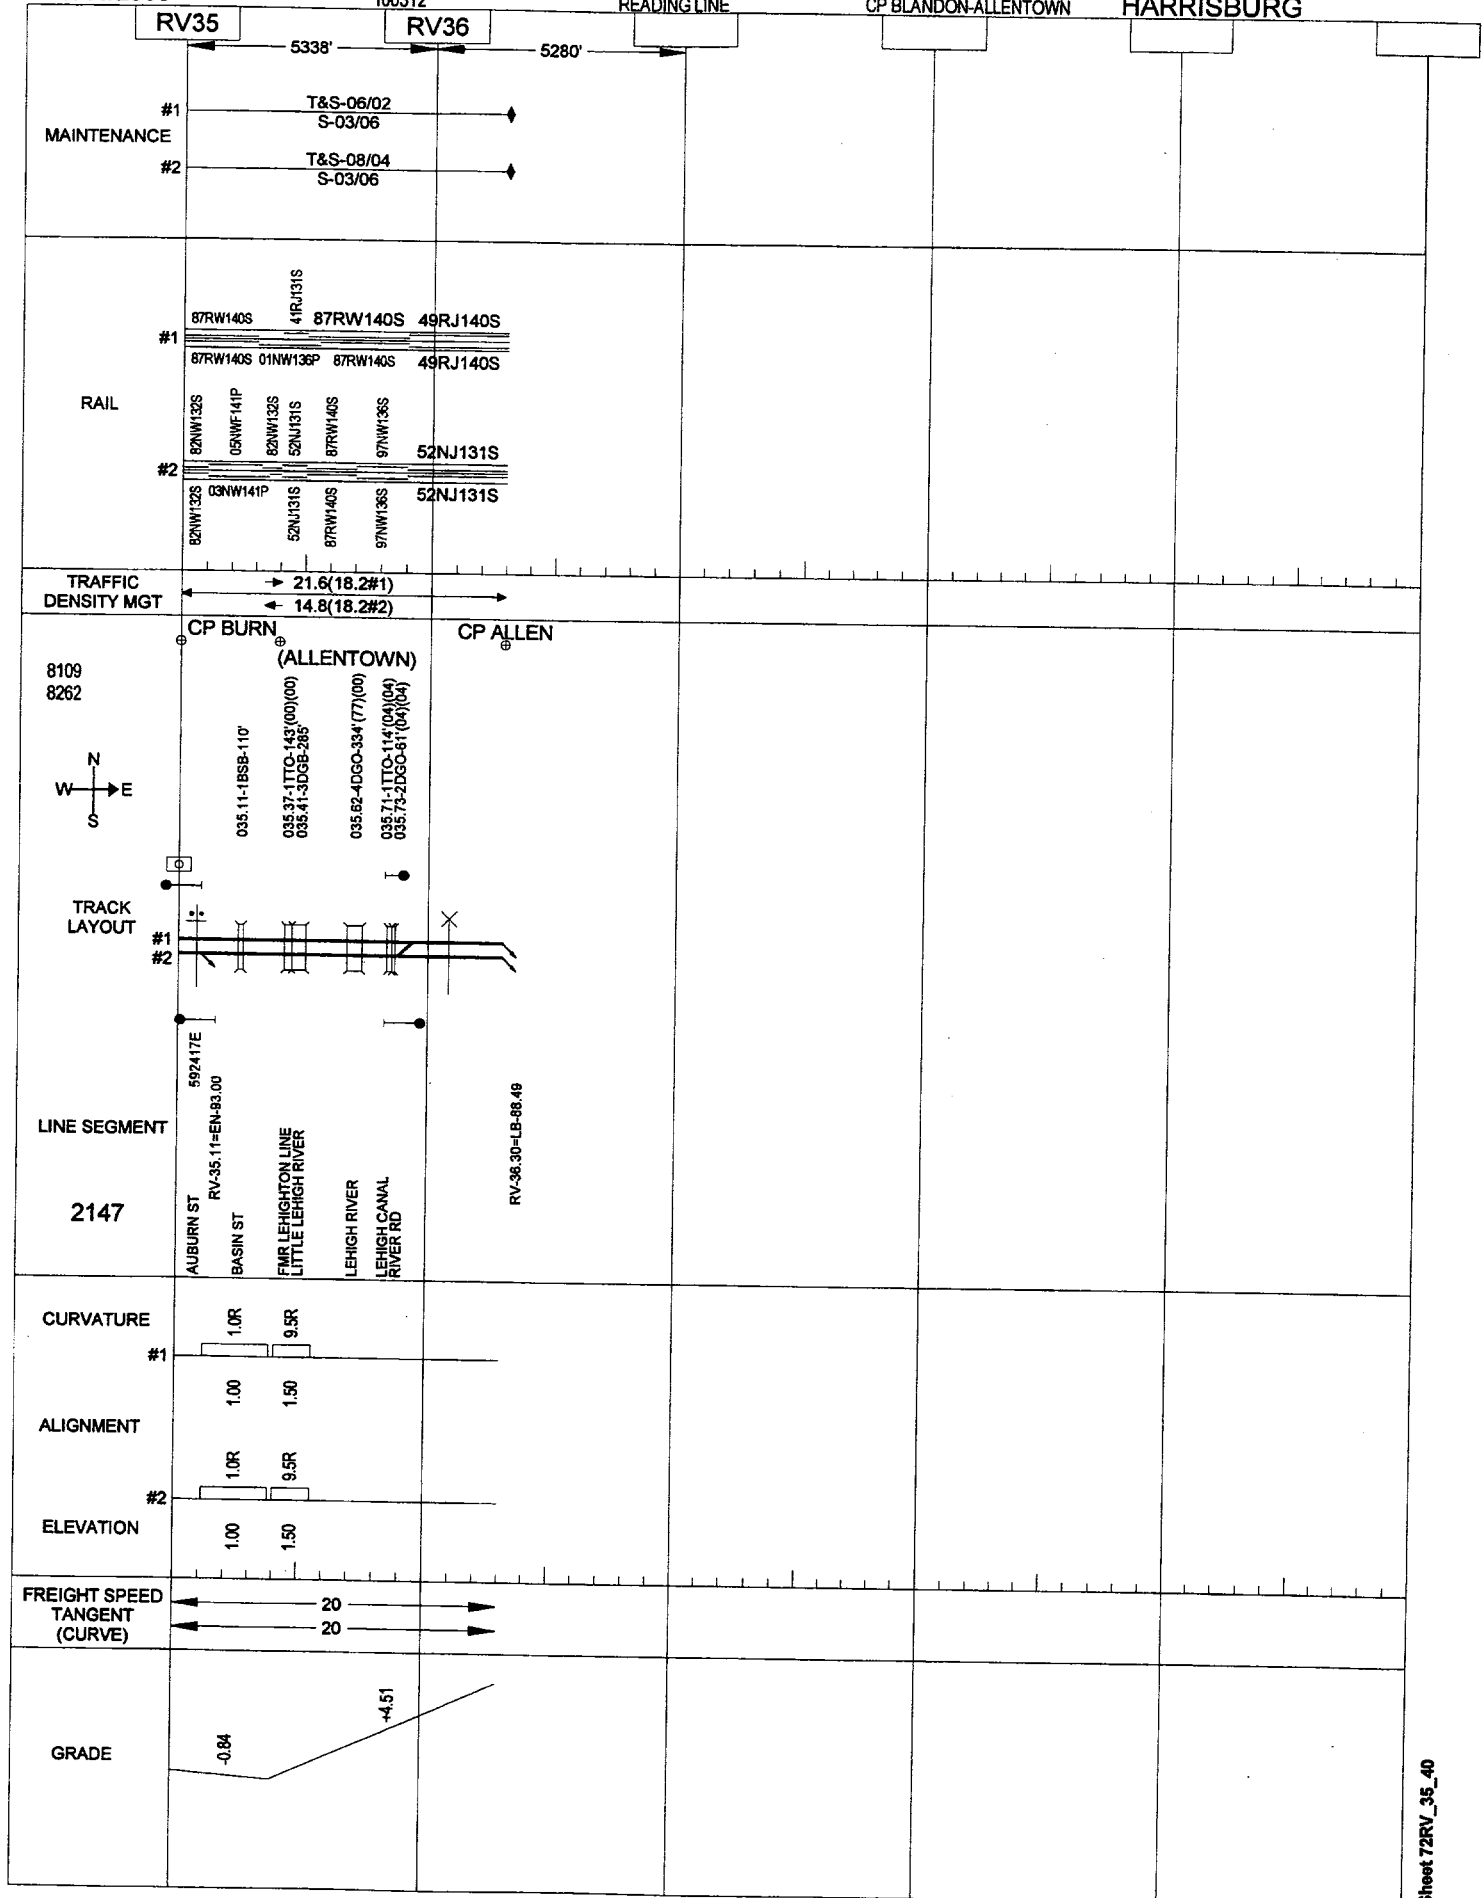 READING LINE
CP BLANDON-ALLENTOWN
HARRISBURG
RV35
RV36
5338'
5280'
MAINTENANCE
#1
T&S-06/02
S-03/06
#2
T&S-08/04
S-03/06
RAIL
#1
87RW140S
41RJ131S
87RW140S
49RJ140S
87RW140S
01NW136P
87RW140S
49RJ140S
#2
82NW132S
05NWF141P
82NW132S
52NJ131S
87RW140S
97NW136S
52NJ131S
82NW132S
03NW141P
52NJ131S
87RW140S
97NW136S
52NJ131S
TRAFFIC
DENSITY MGT
21.6(18.2#1)
14.8(18.2#2)
CP BURN
(ALLENTOWN)
CP ALLEN
8109
8262
N
W
E
S
035.11-1BSB-110'
035.37-1TTO-143'(00)(00)
035.41-3DGB-285'
035.62-4DGO-334'(77)(00)
035.71-1TTO-114'(04)(04)
035.73-2DGO-61'(04)(04)
TRACK
LAYOUT
#1
#2
LINE SEGMENT
2147
592417E
AUBURN ST
RV-35.11=EN-93.00
BASIN ST
FMR LEHIGHTON LINE
LITTLE LEHIGH RIVER
LEHIGH RIVER
LEHIGH CANAL
RIVER RD
RV-36.30=LB-88.49
CURVATURE
#1
1.0R
9.5R
1.00
1.50
ALIGNMENT
#2
1.0R
9.5R
ELEVATION
1.00
1.50
FREIGHT SPEED
TANGENT
(CURVE)
20
20
GRADE
-0.84
+4.51
Sheet 72RV_35_40